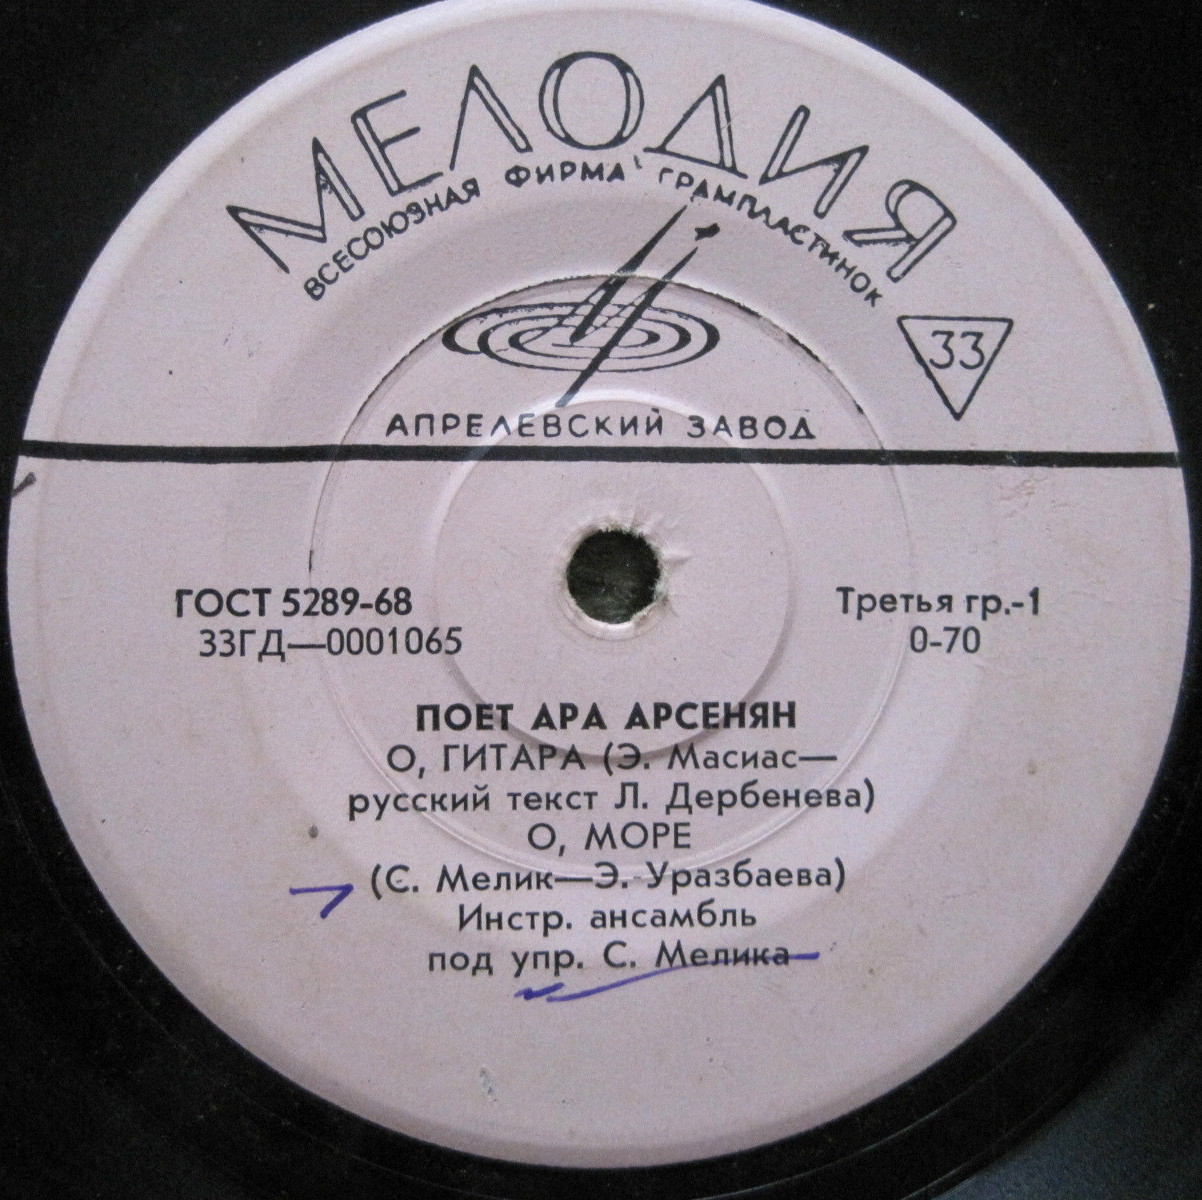 МЕЛОДИЯ
ВСЕСОЮЗНАЯ ФИРМА ГРАМПЛАСТИНОК
33
АПРЕЛЕВСКИЙ ЗАВОД
ГОСТ 5289-68
Третья гр.-1
33ГД—0001065
0-70
ПОЕТ АРА АРСЕНЯН
О, ГИТАРА (Э. Масиас—
русский текст Л. Дербенева)
О, МОРЕ
(С. Мелик—Э. Уразбаева)
Инстр. ансамбль
под упр. С. Мелика